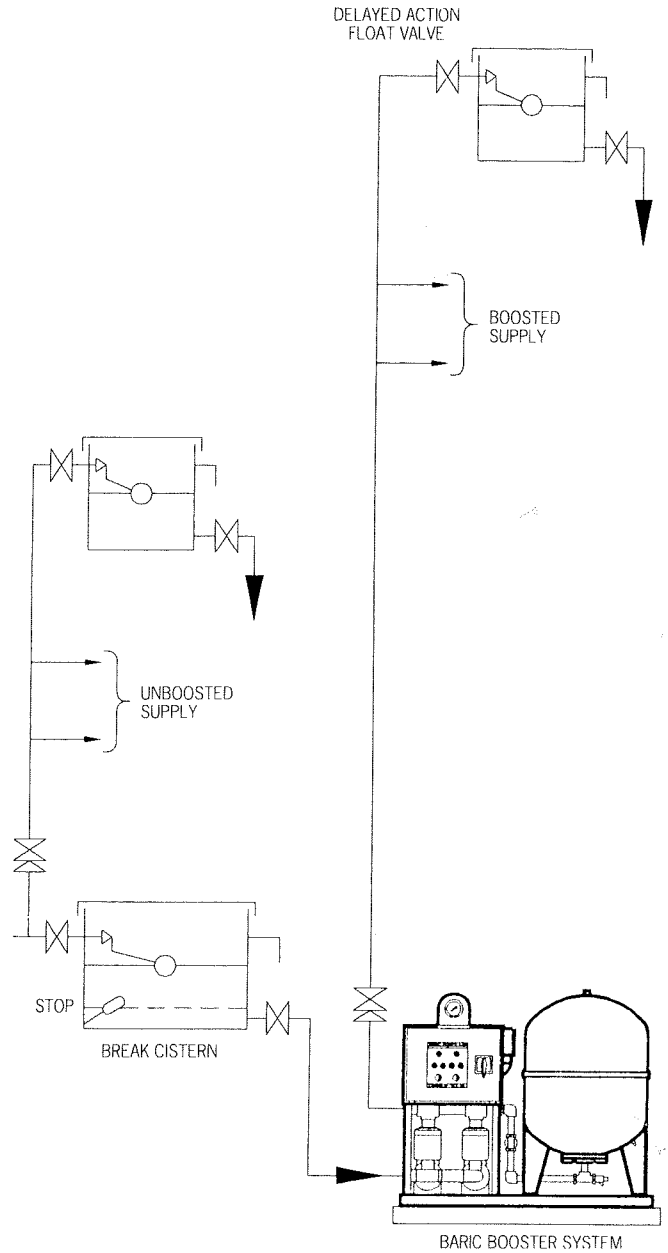 DELAYED ACTION
FLOAT VALVE
BOOSTED
SUPPLY
UNBOOSTED
SUPPLY
STOP
BREAK CISTERN
BARIC BOOSTER SYSTEM